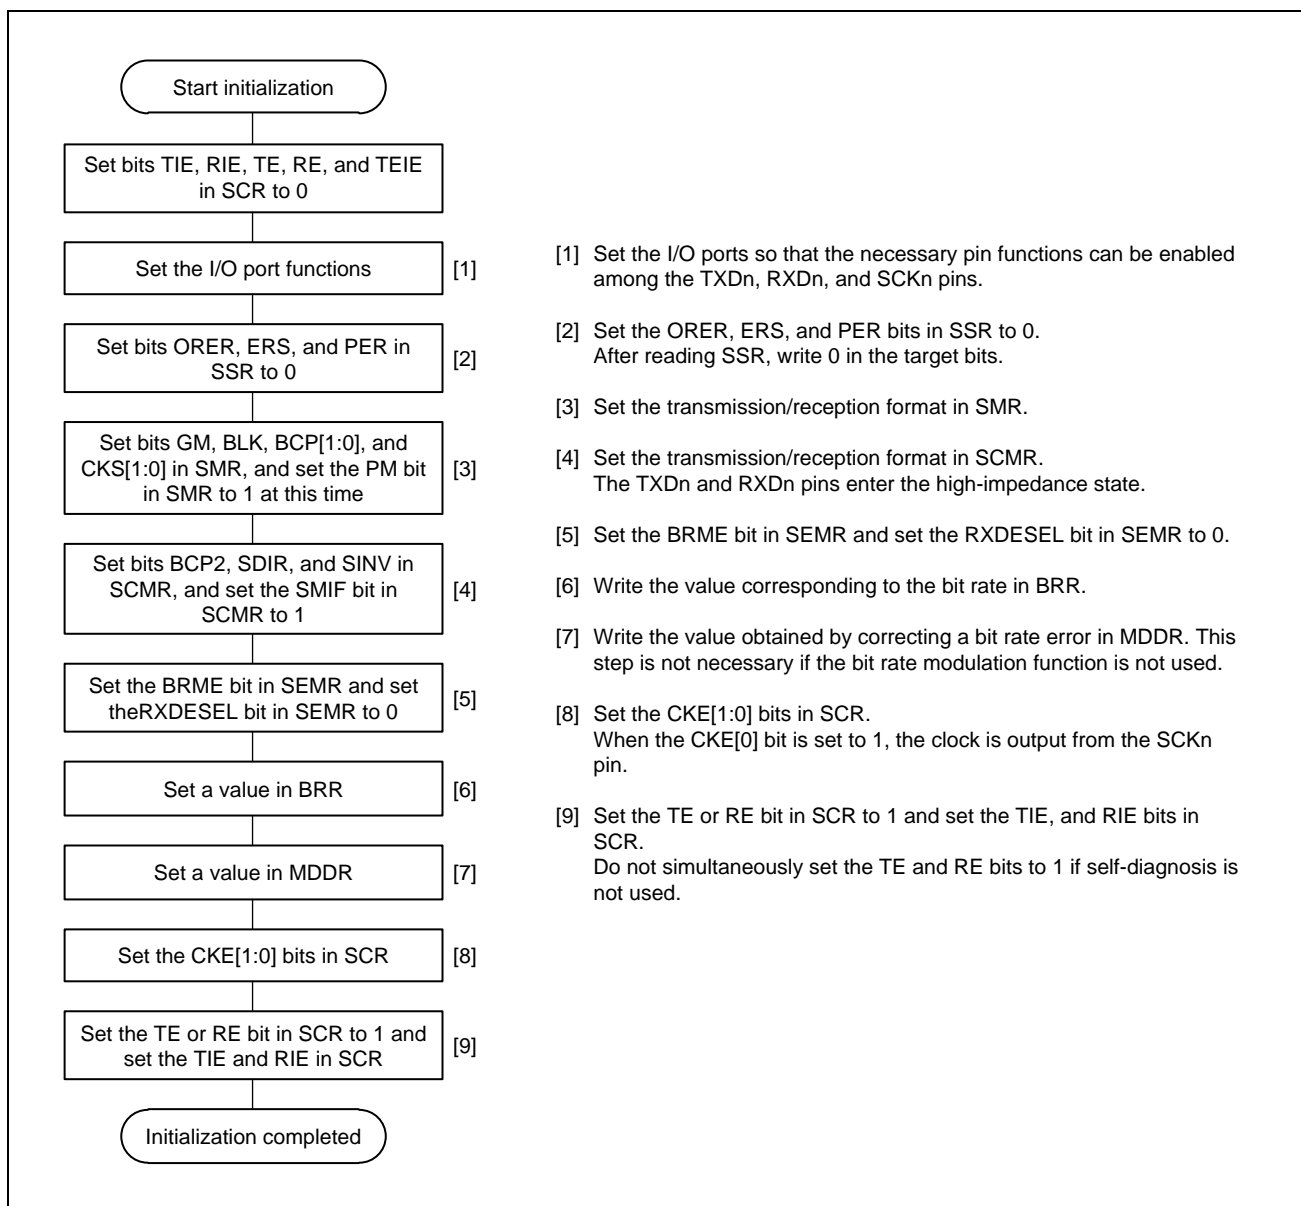 Start initialization
Set bits TIE, RIE, TE, RE, and TEIE
in SCR to 0
Set the I/O port functions
[1]
Set bits ORER, ERS, and PER in
SSR to 0
[2]
Set bits GM, BLK, BCP[1:0], and
CKS[1:0] in SMR, and set the PM bit
in SMR to 1 at this time
[3]
Set bits BCP2, SDIR, and SINV in
SCMR, and set the SMIF bit in
SCMR to 1
[4]
Set the BRME bit in SEMR and set
theRXDESEL bit in SEMR to 0
[5]
Set a value in BRR
[6]
Set a value in MDDR
[7]
Set the CKE[1:0] bits in SCR
[8]
Set the TE or RE bit in SCR to 1 and
set the TIE and RIE in SCR
[9]
Initialization completed
[1] Set the I/O ports so that the necessary pin functions can be enabled
among the TXDn, RXDn, and SCKn pins.
[2] Set the ORER, ERS, and PER bits in SSR to 0.
After reading SSR, write 0 in the target bits.
[3] Set the transmission/reception format in SMR.
[4] Set the transmission/reception format in SCMR.
The TXDn and RXDn pins enter the high-impedance state.
[5] Set the BRME bit in SEMR and set the RXDESEL bit in SEMR to 0.
[6] Write the value corresponding to the bit rate in BRR.
[7] Write the value obtained by correcting a bit rate error in MDDR. This
step is not necessary if the bit rate modulation function is not used.
[8] Set the CKE[1:0] bits in SCR.
When the CKE[0] bit is set to 1, the clock is output from the SCKn
pin.
[9] Set the TE or RE bit in SCR to 1 and set the TIE, and RIE bits in
SCR.
Do not simultaneously set the TE and RE bits to 1 if self-diagnosis is
not used.